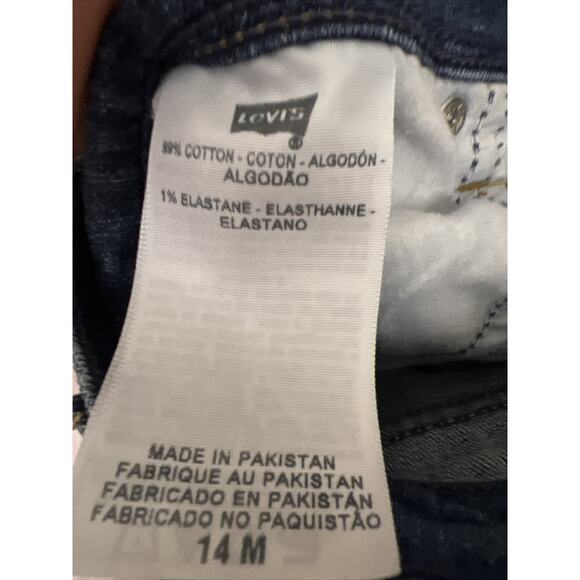 LEVI'S
®
99% COTTON - COTON - ALGODÓN -
ALGODÃO
1% ELASTANE - ELASTHANNE -
ELASTANO
MADE IN PAKISTAN
FABRIQUE AU PAKISTAN
FABRICADO EN PAKISTÁN
FABRICADO NO PAQUISTÃO
14 M